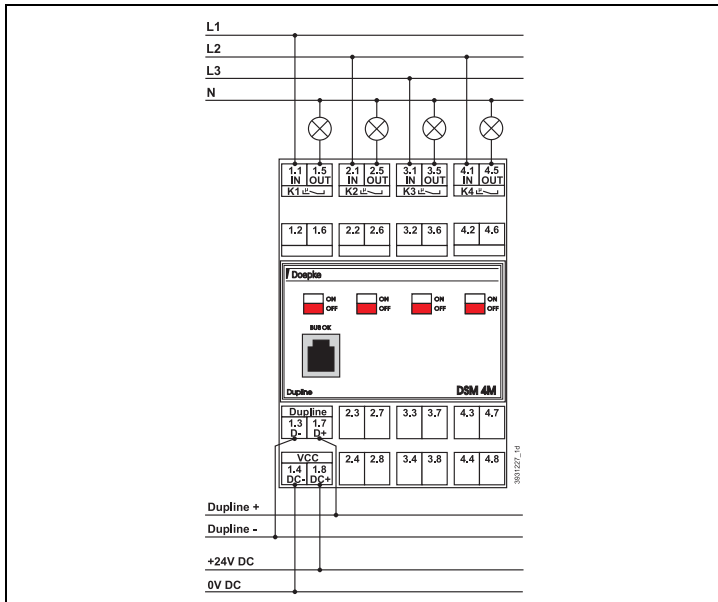 L1
L2
L3
N
1.1 1.5 2.1 2.5 3.1 3.5 4.1 4.5
IN OUT IN OUT IN OUT IN OUT
K1 K2 K3 K4
1.2 1.6 2.2 2.6 3.2 3.6 4.2 4.6
Doepke
ON ON ON ON
OFF OFF OFF OFF
BUS OK
Dupline DSM 4M
Dupline
1.3 1.7 2.3 2.7 3.3 3.7 4.3 4.7
D- D+
VCC
1.4 1.8 2.4 2.8 3.4 3.8 4.4 4.8
DC- DC+
3931227_1d
Dupline +
Dupline -
+24V DC
0V DC